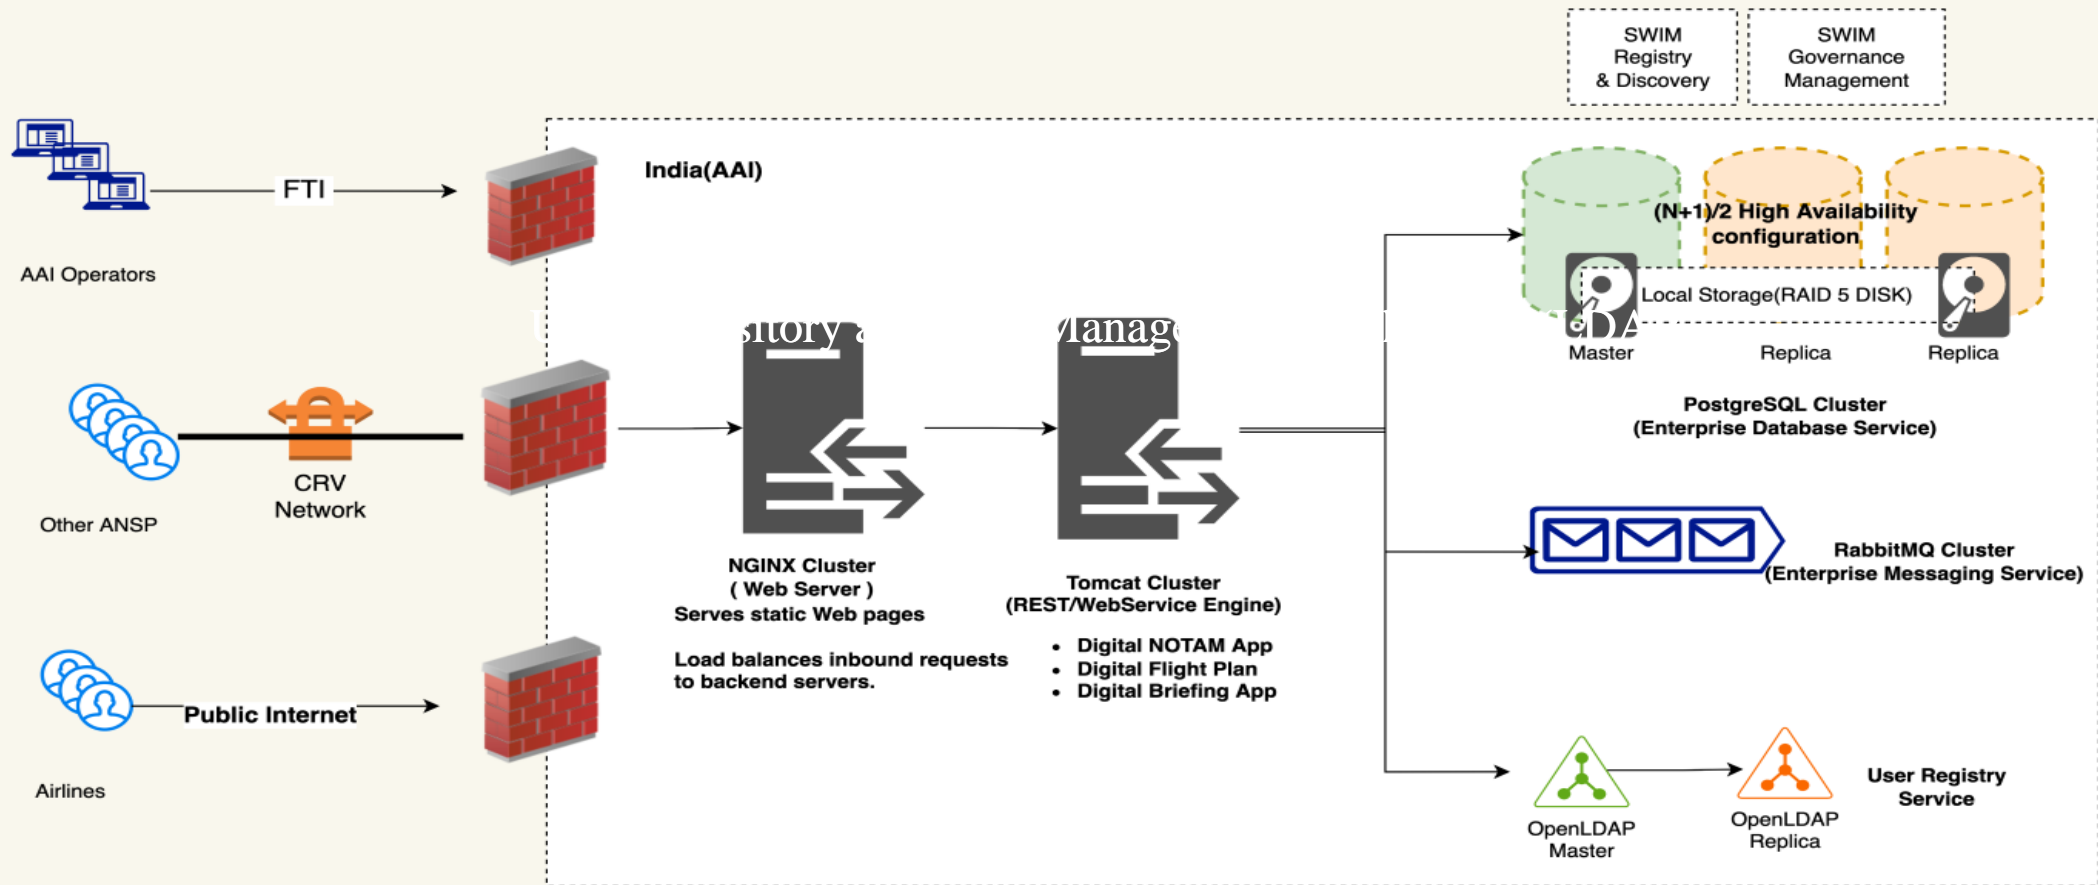 SWIM
Registry
& Discovery
SWIM
Governance
Management
India(AAI)
FTI
AAI Operators
(N+1)/2 High Availability
configuration
Local Storage(RAID 5 DISK)
Master
Replica
Replica
PostgreSQL Cluster
(Enterprise Database Service)
CRV
Network
Other ANSP
NGINX Cluster
( Web Server )
Serves static Web pages
Load balances inbound requests
to backend servers.
Tomcat Cluster
(REST/WebService Engine)
• Digital NOTAM App
• Digital Flight Plan
• Digital Briefing App
RabbitMQ Cluster
(Enterprise Messaging Service)
Public Internet
Airlines
OpenLDAP
Master
OpenLDAP
Replica
User Registry
Service